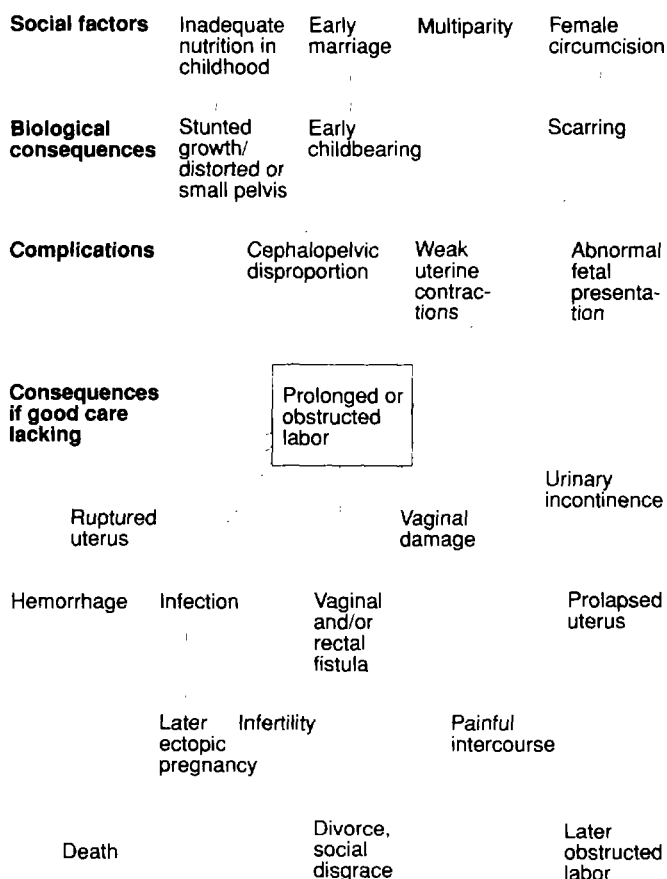 Social factors
Inadequate
nutrition in
childhood
Early
marriage
Multiparity
Female
circumcision
Biological
consequences
Stunted
growth/
distorted or
small pelvis
Early
childbearing
Scarring
Complications
Cephalopelvic
disproportion
Weak
uterine
contrac-
tions
Abnormal
fetal
presenta-
tion
Consequences
if good care
lacking
Prolonged or
obstructed
labor
Urinary
incontinence
Ruptured
uterus
Vaginal
damage
Hemorrhage
Infection
Vaginal
and/or
rectal
fistula
Prolapsed
uterus
Later
ectopic
pregnancy
Infertility
Painful
intercourse
Death
Divorce,
social
disgrace
Later
obstructed
labor